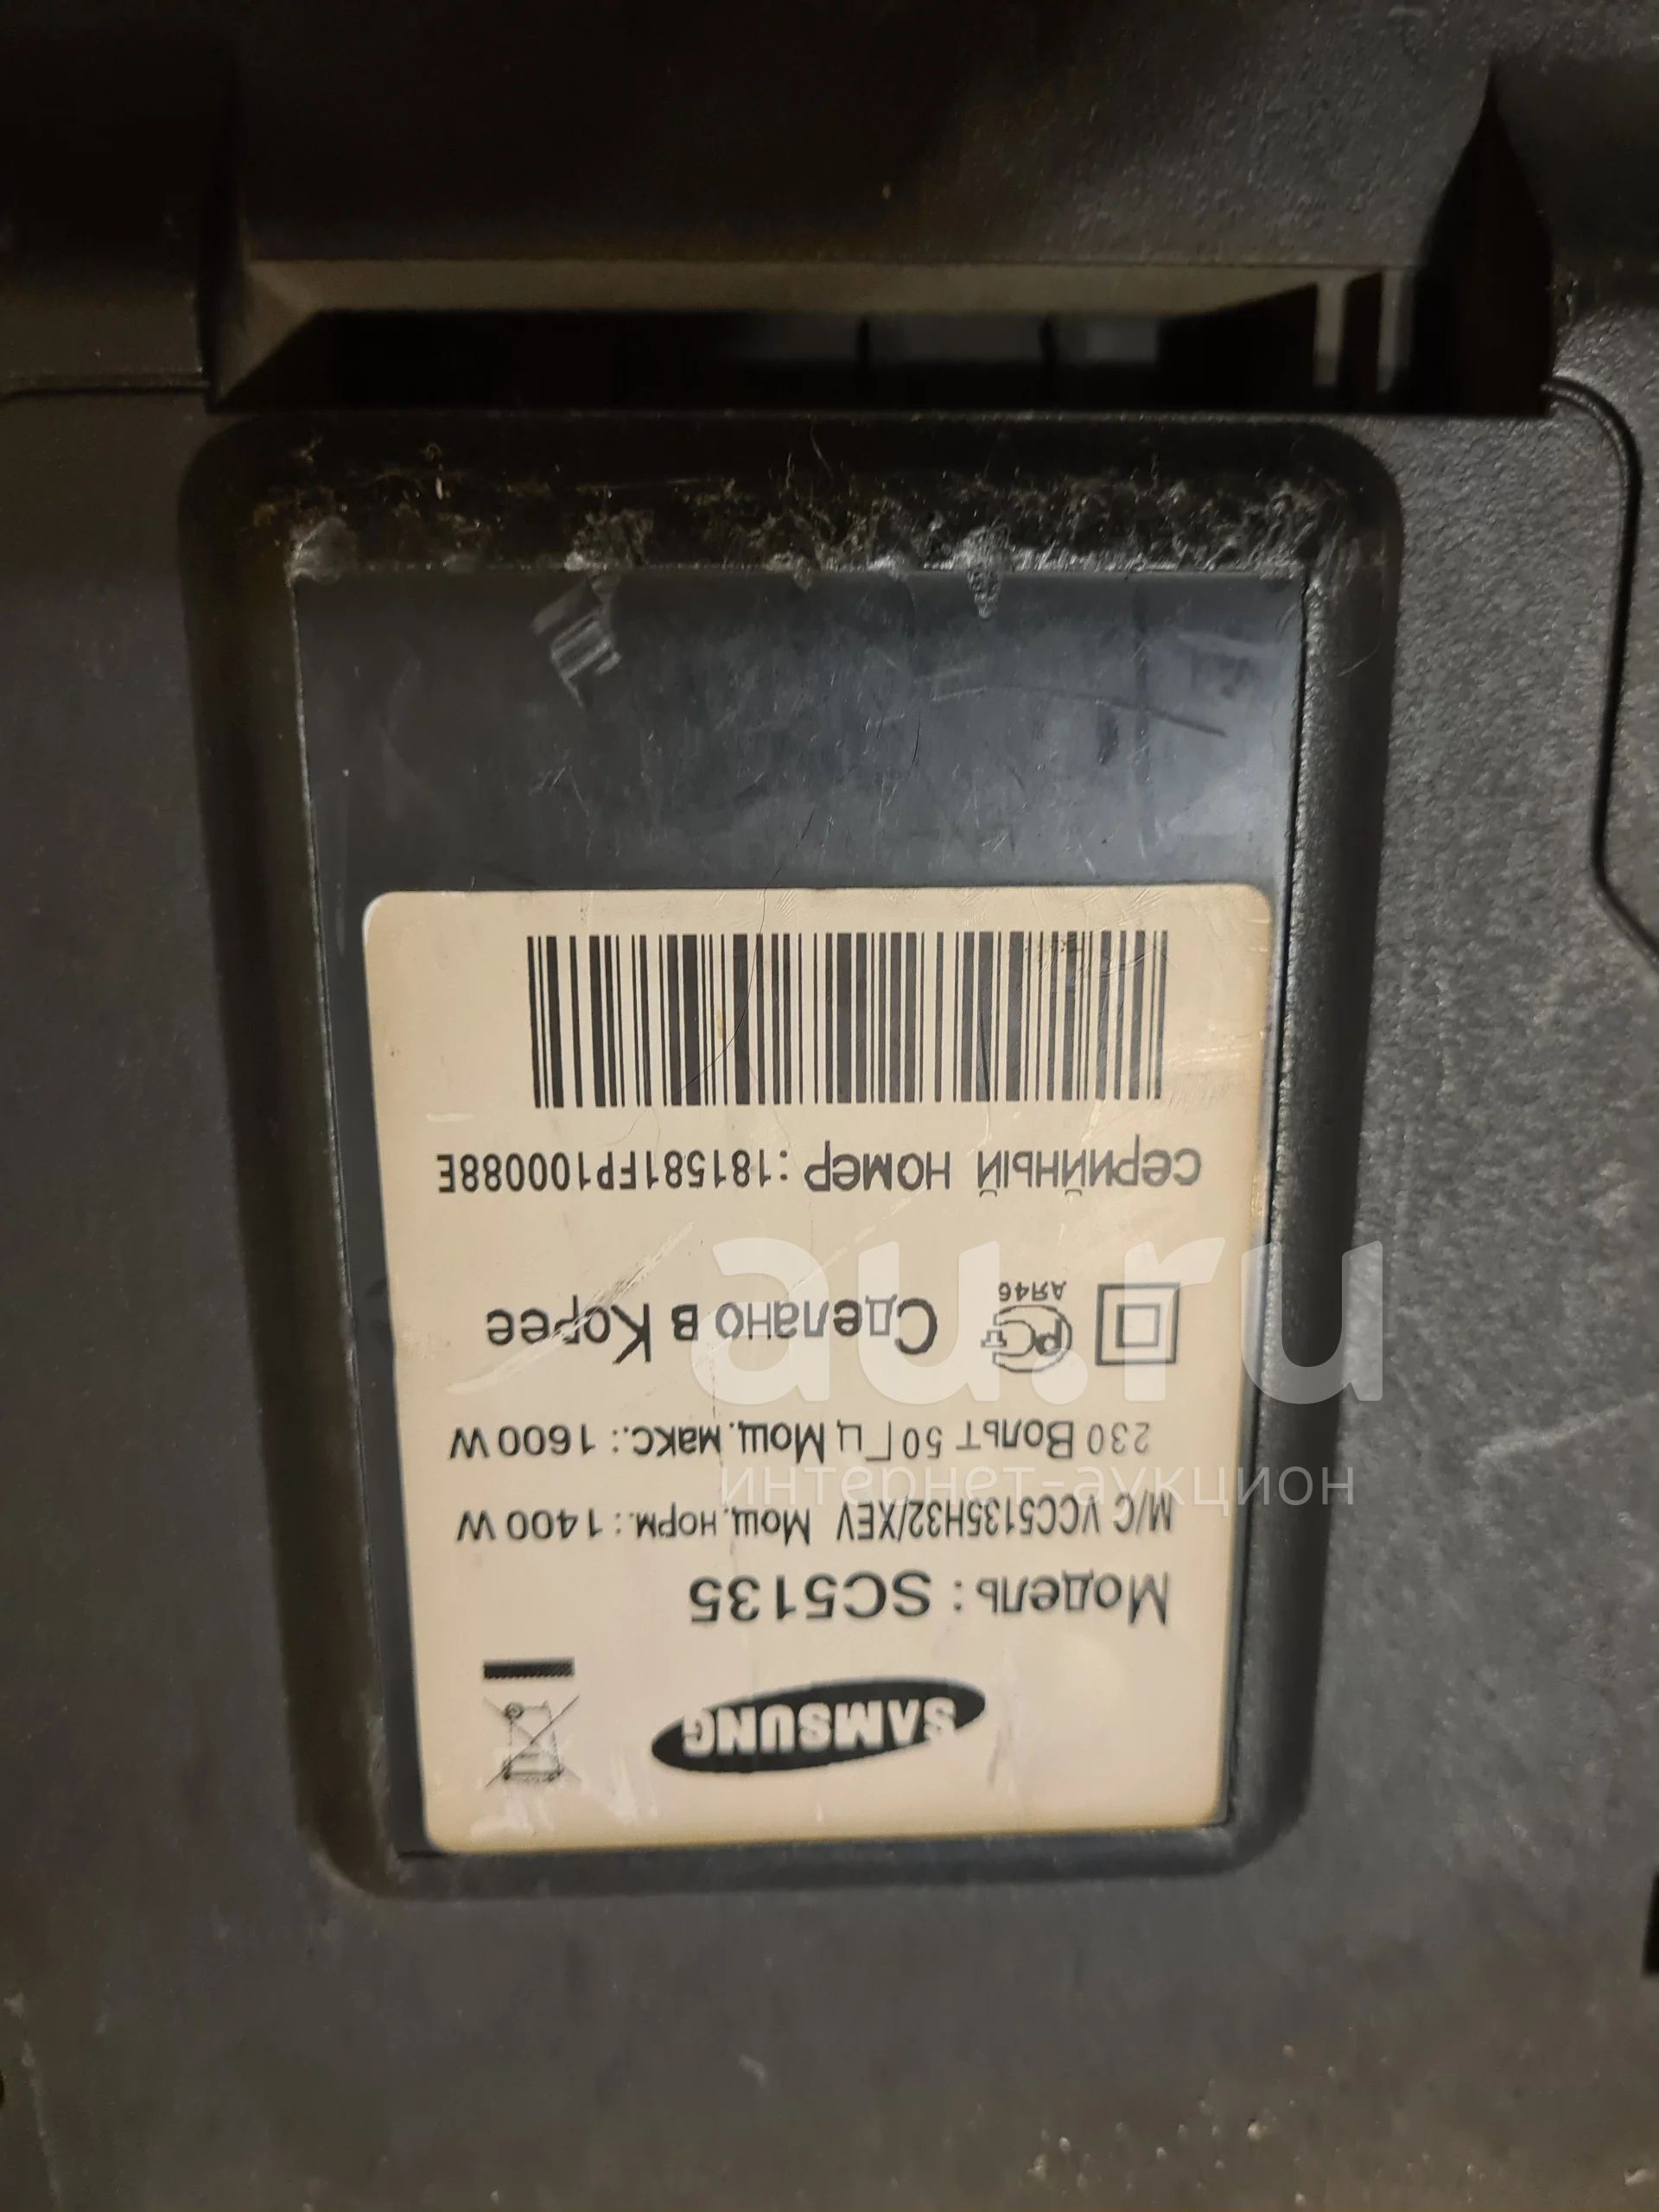 SAMSUNG
Модель : SC5135
M/C VCC5135H32/XEV Мощ. норм.: 1400 W
230 Вольт 50 Гц Мощ. макс.: 1600 W
АЯ46
Сделано в Корее
серийный номер : 181581FP100088E
au.ru
интернет-аукцион